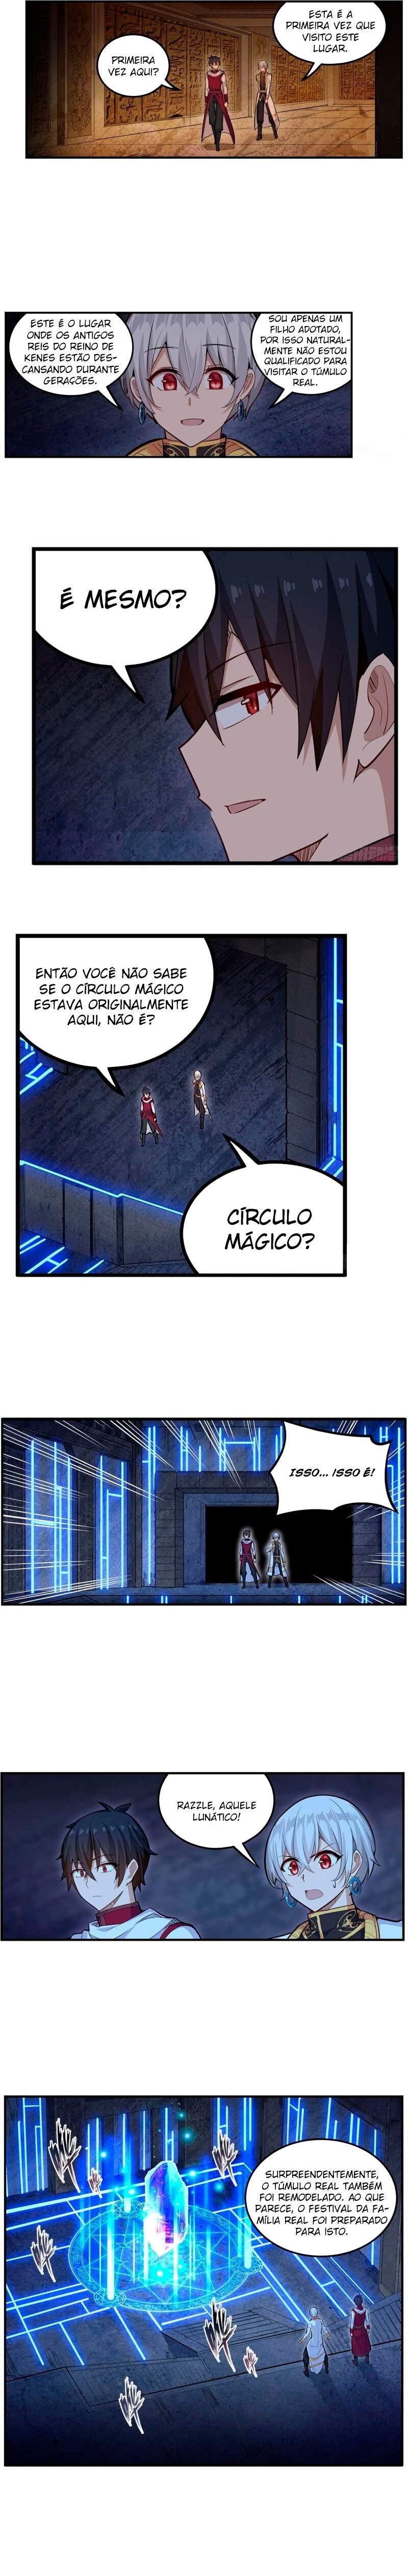 ESTA É A
PRIMEIRA VEZ QUE
VISITO ESTE
LUGAR.
PRIMEIRA
VEZ AQUI?
ESTE É O LUGAR
ONDE OS ANTIGOS
REIS DO REINO DE
KENES ESTÃO DES-
CANSANDO DURANTE
GERAÇÕES.
SOU APENAS UM
FILHO ADOTADO,
POR ISSO NATURAL-
MENTE NÃO ESTOU
QUALIFICADO PARA
VISITAR O TÚMULO
REAL.
É MESMO?
ENTÃO VOCÊ NÃO SABE
SE O CÍRCULO MÁGICO
ESTAVA ORIGINALMENTE
AQUI, NÃO É?
CÍRCULO
MÁGICO?
ISSO... ISSO É!
RAZZLE, AQUELE
LUNÁTICO!
SURPREENDENTEMENTE,
O TÚMULO REAL TAMBÉM
FOI REMODELADO. AO QUE
PARECE, O FESTIVAL DA FA-
MÍLIA REAL FOI PREPARADO
PARA ISTO.